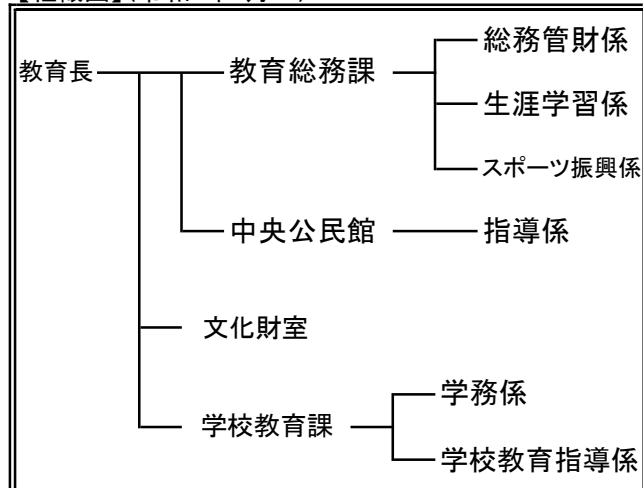 教育長
教育総務課
総務管財係
生涯学習係
スポーツ振興係
中央公民館
指導係
文化財室
学校教育課
学務係
学校教育指導係